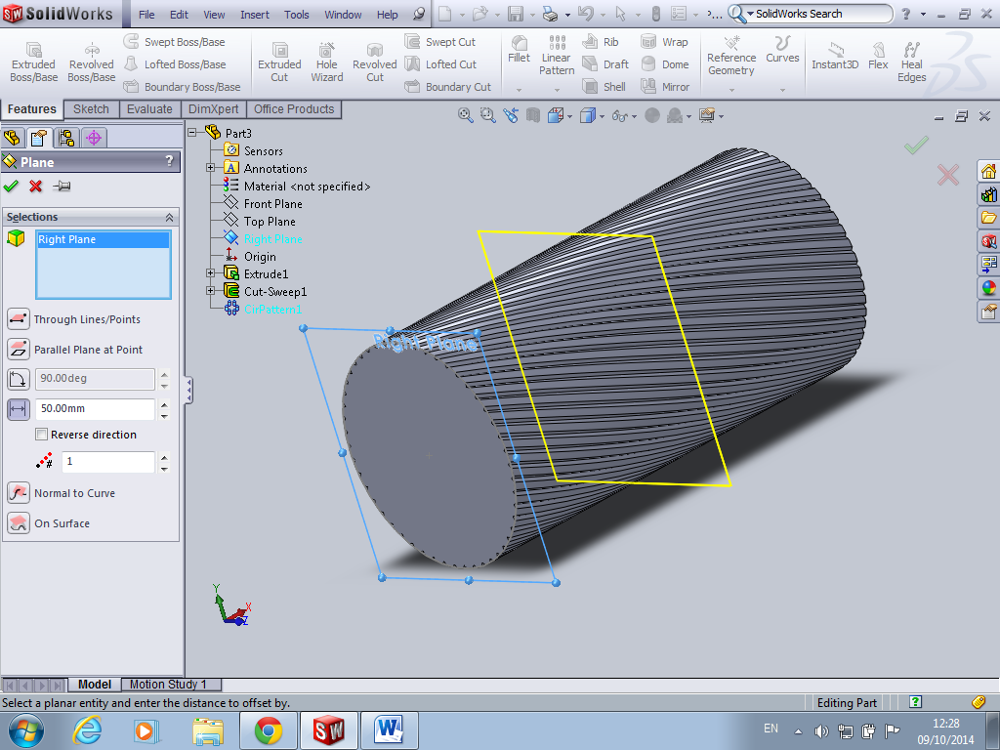 SolidWorks File Edit View Insert Tools Window Help SolidWorks Search ?
Extruded Boss/Base
Revolved Boss/Base
Swept Boss/Base
Lofted Boss/Base
Boundary Boss/Base
Extruded Cut
Hole Wizard
Revolved Cut
Swept Cut
Lofted Cut
Boundary Cut
Fillet
Linear Pattern
Rib
Draft
Shell
Wrap
Dome
Mirror
Reference Geometry
Curves
Instant3D
Flex
Heal Edges
Features Sketch Evaluate DimXpert Office Products
Plane ?
Selections
Right Plane
Through Lines/Points
Parallel Plane at Point
90.00deg
50.00mm
Reverse direction
1
Normal to Curve
On Surface
Part3
Sensors
Annotations
Material <not specified>
Front Plane
Top Plane
Right Plane
Origin
Extrude1
Cut-Sweep1
CirPattern1
Right Plane
Y
X
Z
Model Motion Study 1
Select a planar entity and enter the distance to offset by.
Editing Part ?
EN
12:28
09/10/2014